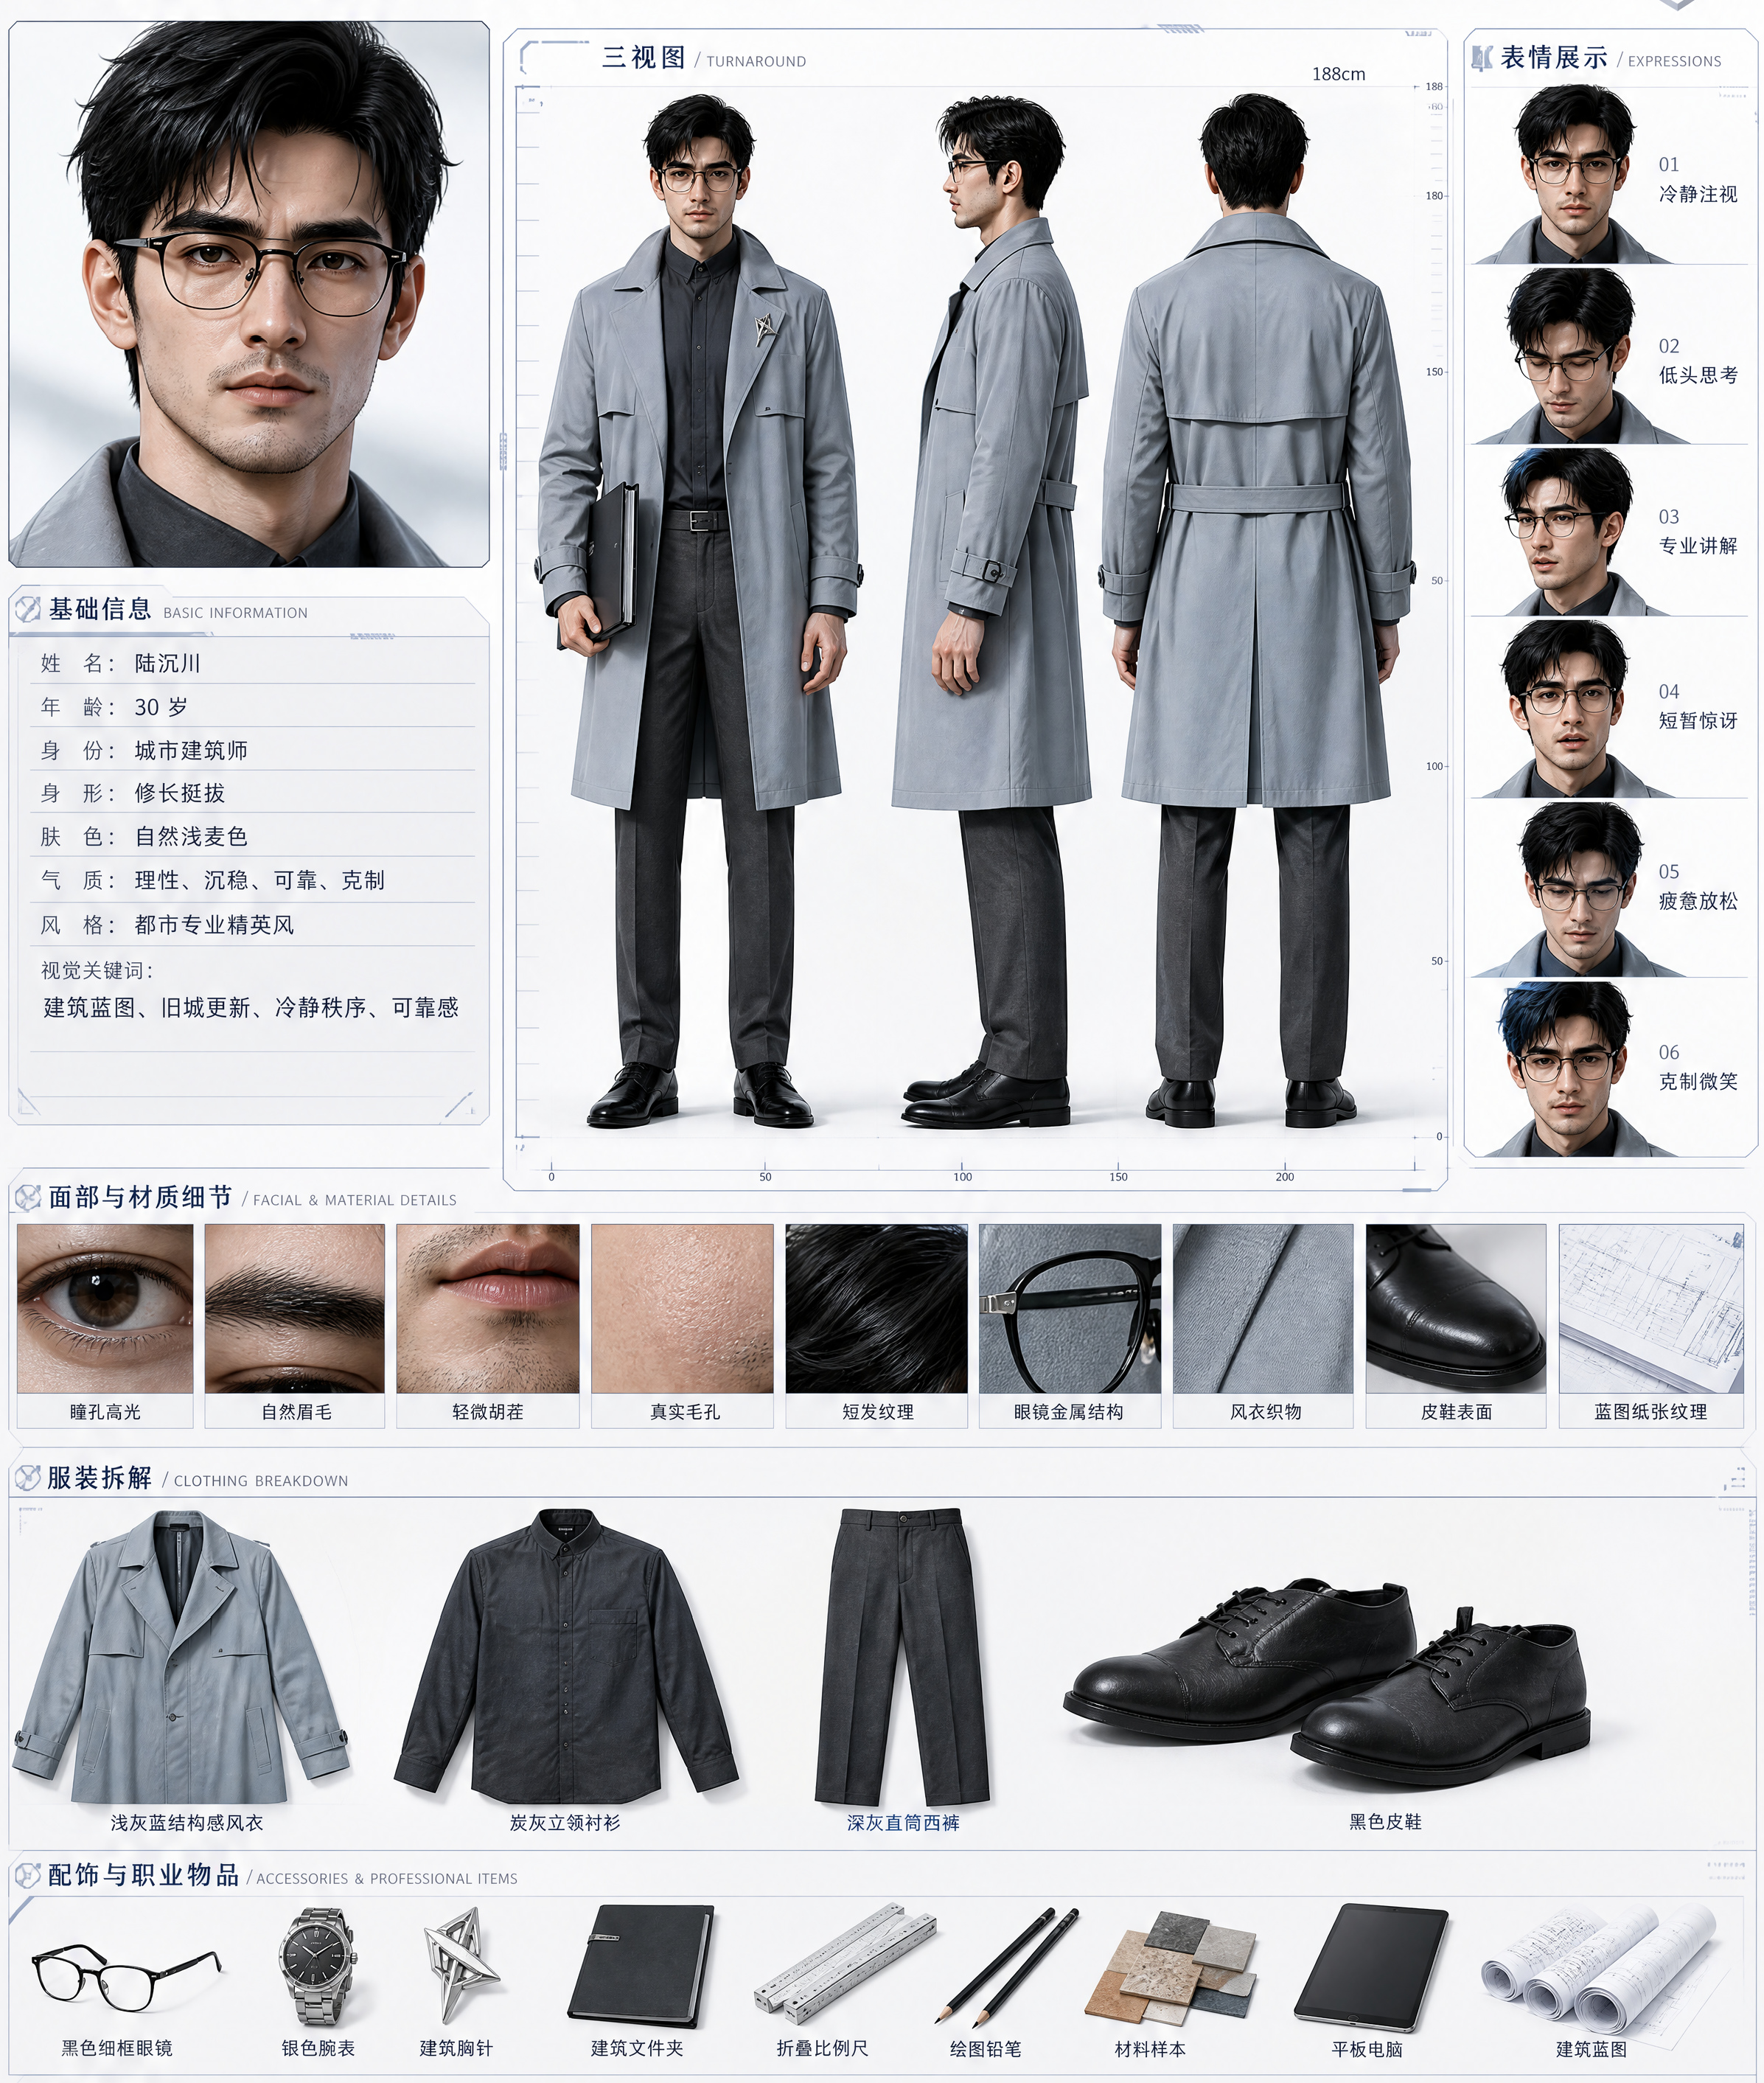 三视图 / TURNAROUND
188cm
188
180
180
150
50
100
50
0
0
50
100
150
200
表情展示 / EXPRESSIONS
01
冷静注视
02
低头思考
03
专业讲解
04
短暂惊讶
05
疲惫放松
06
克制微笑
基础信息 BASIC INFORMATION
姓 名： 陆沉川
年 龄： 30 岁
身 份： 城市建筑师
身 形： 修长挺拔
肤 色： 自然浅麦色
气 质： 理性、沉稳、可靠、克制
风 格： 都市专业精英风
视觉关键词：
建筑蓝图、旧城更新、冷静秩序、可靠感
面部与材质细节 / FACIAL & MATERIAL DETAILS
瞳孔高光
自然眉毛
轻微胡茬
真实毛孔
短发纹理
眼镜金属结构
风衣织物
皮鞋表面
蓝图纸张纹理
服装拆解 / CLOTHING BREAKDOWN
浅灰蓝结构感风衣
炭灰立领衬衫
深灰直筒西裤
黑色皮鞋
配饰与职业物品 / ACCESSORIES & PROFESSIONAL ITEMS
黑色细框眼镜
银色腕表
建筑胸针
建筑文件夹
折叠比例尺
绘图铅笔
材料样本
平板电脑
建筑蓝图